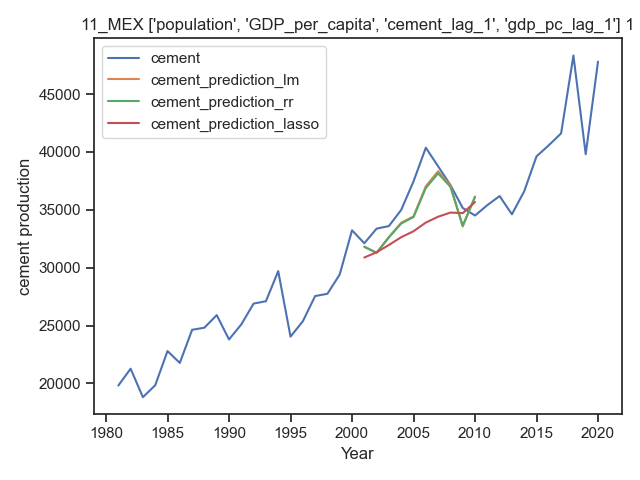 11_MEX ['population', 'GDP_per_capita', 'cement_lag_1', 'gdp_pc_lag_1'] 1
cement
cement_prediction_lm
cement_prediction_rr
cement_prediction_lasso
45000
40000
35000
30000
25000
20000
cement production
1980 1985 1990 1995 2000 2005 2010 2015 2020
Year